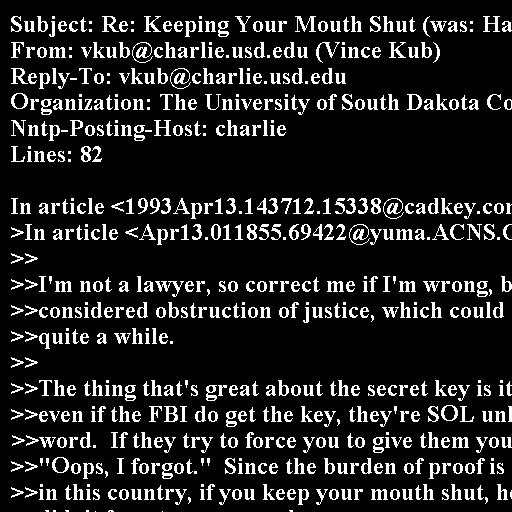 Subject: Re: Keeping Your Mouth Shut (was: Ha
From: vkub@charlie.usd.edu (Vince Kub)
Reply-To: vkub@charlie.usd.edu
Organization: The University of South Dakota Co
Nntp-Posting-Host: charlie
Lines: 82

In article <1993Apr13.143712.15338@cadkey.com
>In article <Apr13.011855.69422@yuma.ACNS.C
>>
>>I'm not a lawyer, so correct me if I'm wrong, b
>>considered obstruction of justice, which could
>>quite a while.
>>
>>The thing that's great about the secret key is it
>>even if the FBI do get the key, they're SOL unl
>>word.  If they try to force you to give them you
>>"Oops, I forgot."  Since the burden of proof is
>>in this country, if you keep your mouth shut, h